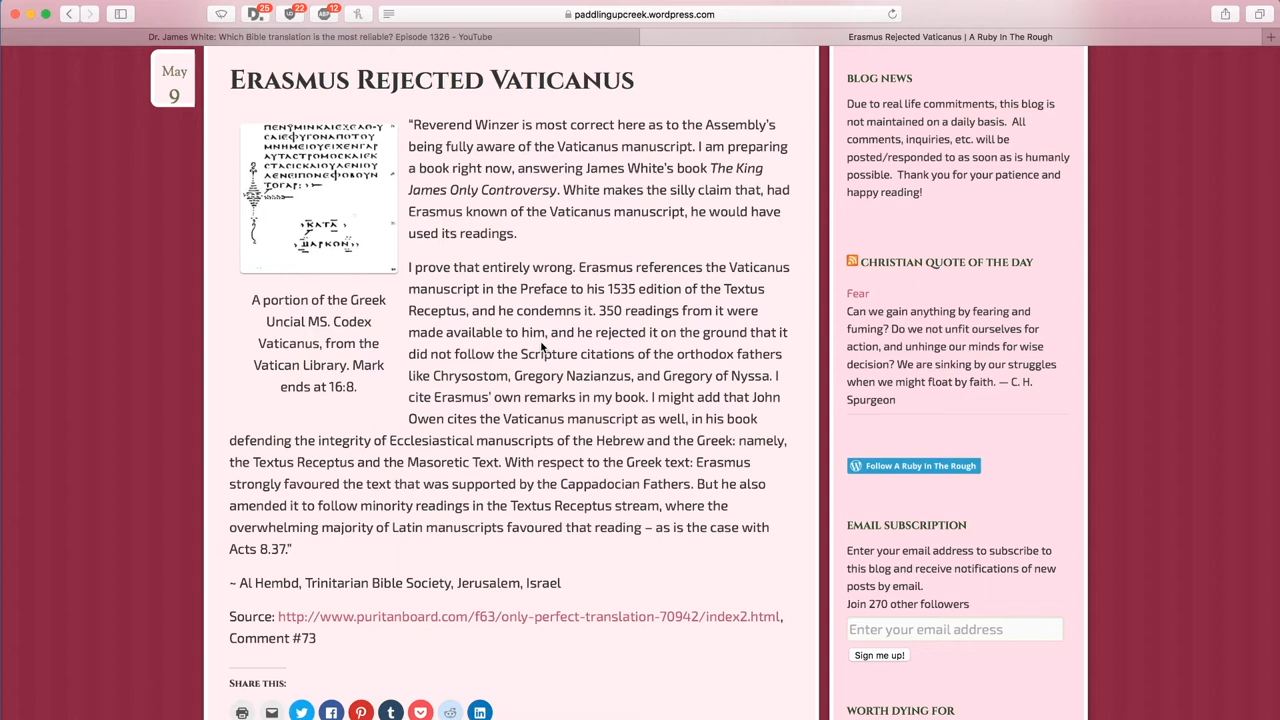 25
22
12
paddlingupcreek.wordpress.com
Dr. James White: Which Bible translation is the most reliable? Episode 1326 - YouTube
Erasmus Rejected Vaticanus | A Ruby In The Rough
May
9
Erasmus Rejected Vaticanus
“Reverend Winzer is most correct here as to the Assembly’s
being fully aware of the Vaticanus manuscript. I am preparing
a book right now, answering James White’s book The King
James Only Controversy. White makes the silly claim that, had
Erasmus known of the Vaticanus manuscript, he would have
used its readings.
I prove that entirely wrong. Erasmus references the Vaticanus
manuscript in the Preface to his 1535 edition of the Textus
Receptus, and he condemns it. 350 readings from it were
made available to him, and he rejected it on the ground that it
did not follow the Scripture citations of the orthodox fathers
like Chrysostom, Gregory Nazianzus, and Gregory of Nyssa. I
cite Erasmus’ own remarks in my book. I might add that John
Owen cites the Vaticanus manuscript as well, in his book
defending the integrity of Ecclesiastical manuscripts of the Hebrew and the Greek: namely,
the Textus Receptus and the Masoretic Text. With respect to the Greek text: Erasmus
strongly favoured the text that was supported by the Cappadocian Fathers. But he also
amended it to follow minority readings in the Textus Receptus stream, where the
overwhelming majority of Latin manuscripts favoured that reading – as is the case with
Acts 8.37.”
A portion of the Greek
Uncial MS. Codex
Vaticanus, from the
Vatican Library. Mark
ends at 16:8.
~ Al Hembd, Trinitarian Bible Society, Jerusalem, Israel
Source: http://www.puritanboard.com/f63/only-perfect-translation-70942/index2.html,
Comment #73
SHARE THIS:
BLOG NEWS
Due to real life commitments, this blog is
not maintained on a daily basis. All
comments, inquiries, etc. will be
posted/responded to as soon as is humanly
possible. Thank you for your patience and
happy reading!
CHRISTIAN QUOTE OF THE DAY
Fear
Can we gain anything by fearing and
fuming? Do we not unfit ourselves for
action, and unhinge our minds for wise
decision? We are sinking by our struggles
when we might float by faith. — C. H.
Spurgeon
Follow A Ruby In The Rough
EMAIL SUBSCRIPTION
Enter your email address to subscribe to
this blog and receive notifications of new
posts by email.
Join 270 other followers
Enter your email address
Sign me up!
WORTH DYING FOR